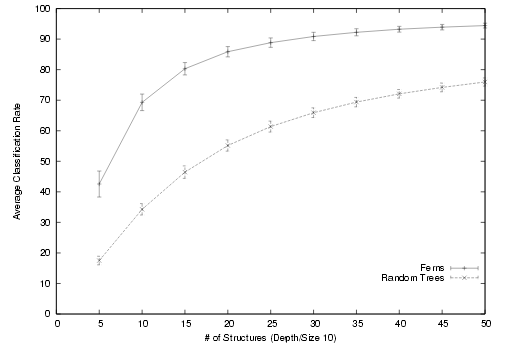 100
90
80
70
60
50
40
30
20
10
0
Average Classification Rate
Ferns
Random Trees
0 5 10 15 20 25 30 35 40 45 50
# of Structures (Depth/Size 10)